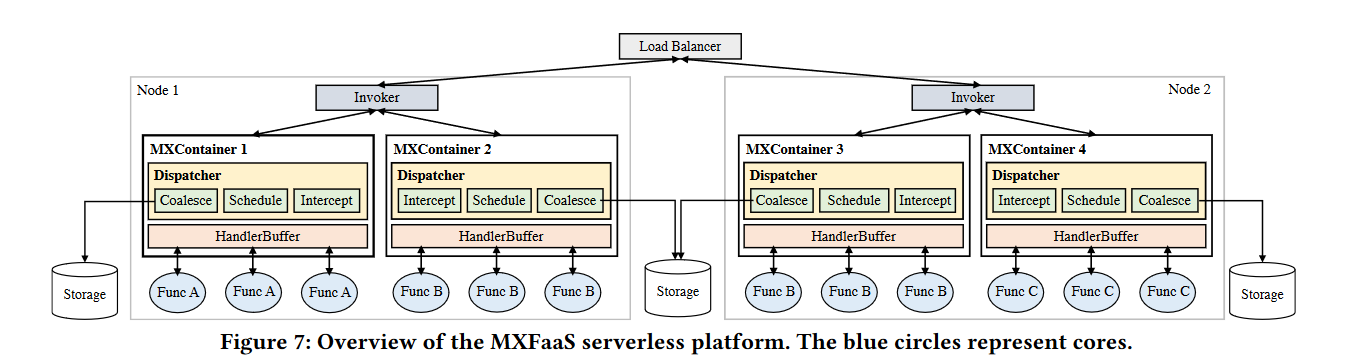 Load Balancer
Node 1
Invoker
Invoker
Node 2
MXContainer 1
Dispatcher
Coalesce Schedule Intercept
HandlerBuffer
MXContainer 2
Dispatcher
Intercept Schedule Coalesce
HandlerBuffer
MXContainer 3
Dispatcher
Coalesce Schedule Intercept
HandlerBuffer
MXContainer 4
Dispatcher
Intercept Schedule Coalesce
HandlerBuffer
Storage
Func A Func A Func A
Func B Func B Func B
Storage
Func B Func B Func B
Func C Func C Func C
Storage
Figure 7: Overview of the MXFaaS serverless platform. The blue circles represent cores.